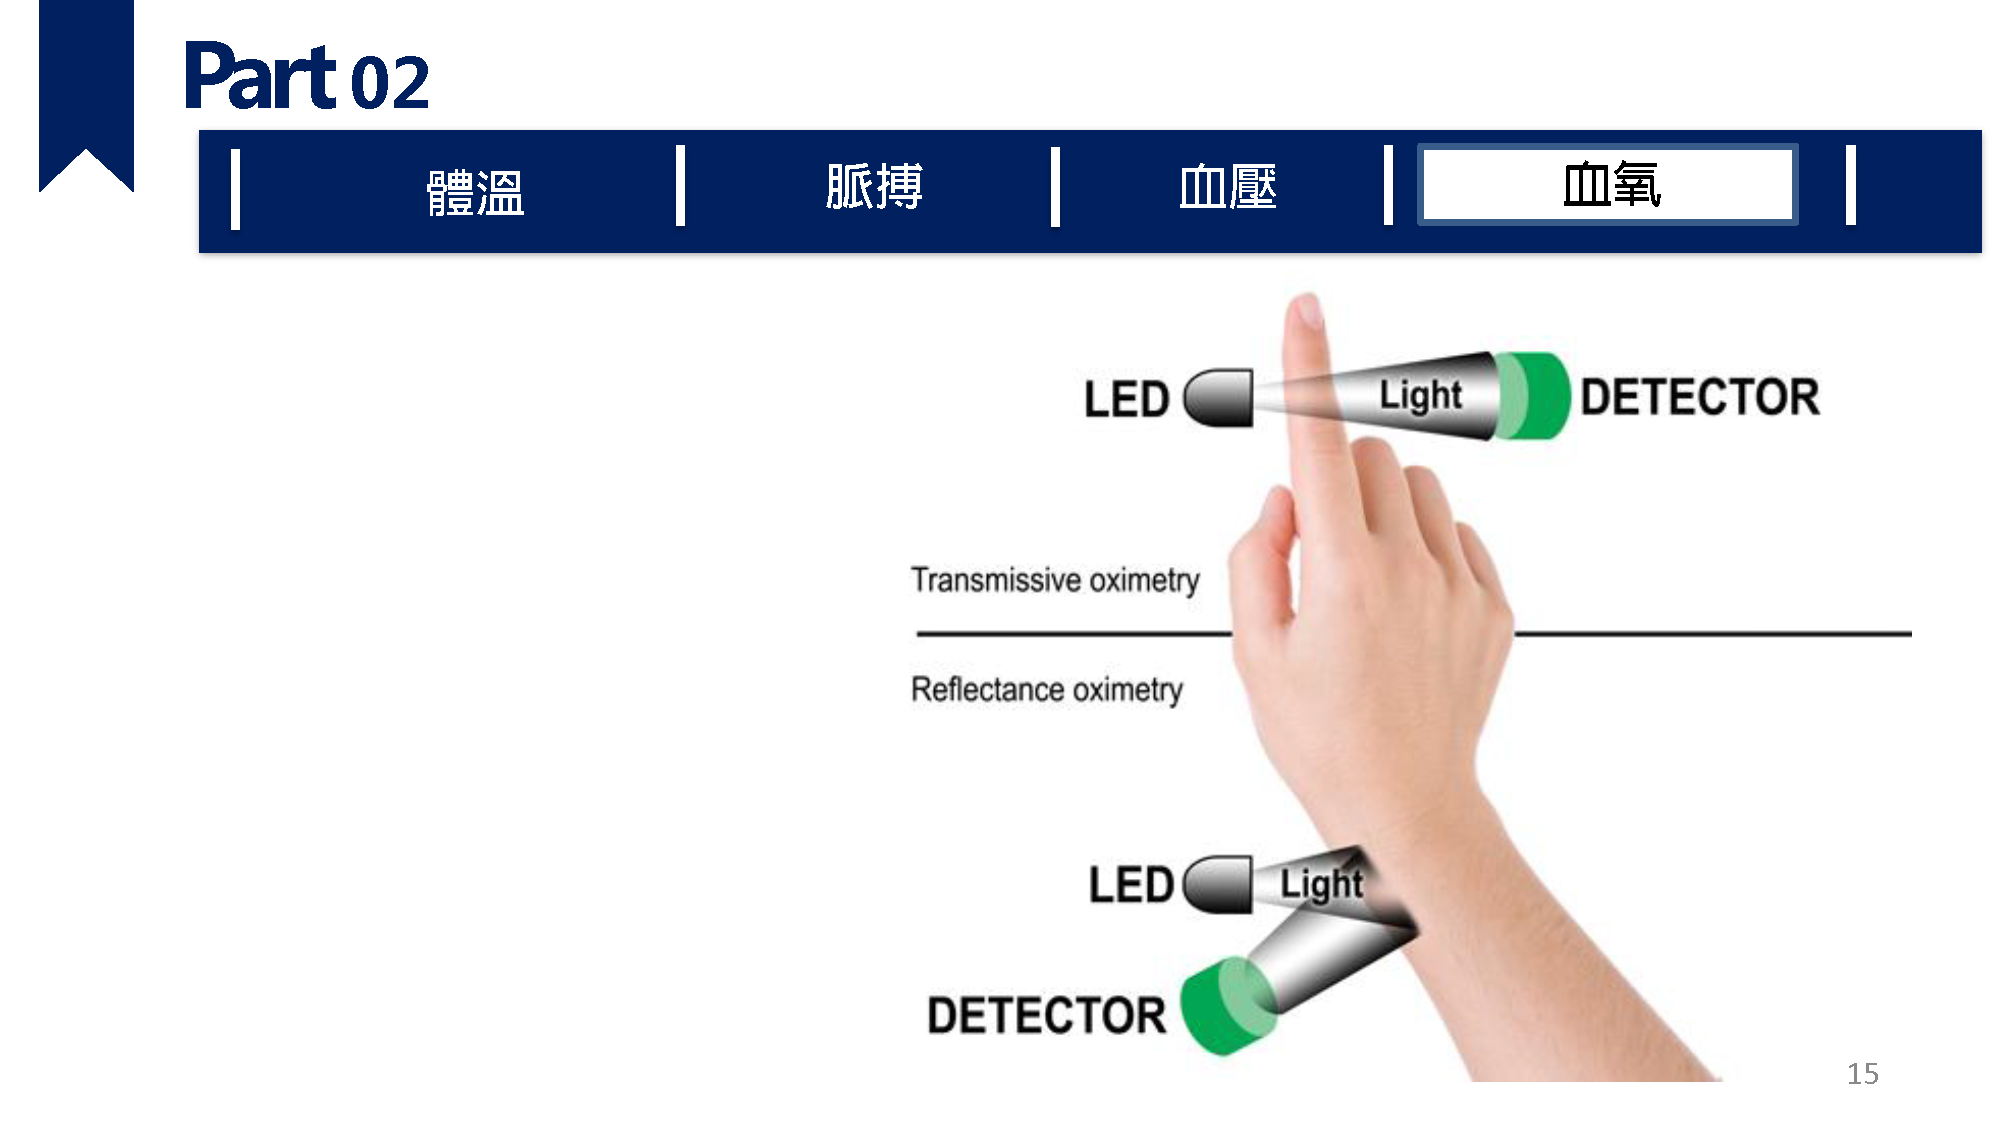 Part 02
體溫 脈搏 血壓 血氧
LED Light DETECTOR
Transmissive oximetry
Reflectance oximetry
LED Light
DETECTOR
15